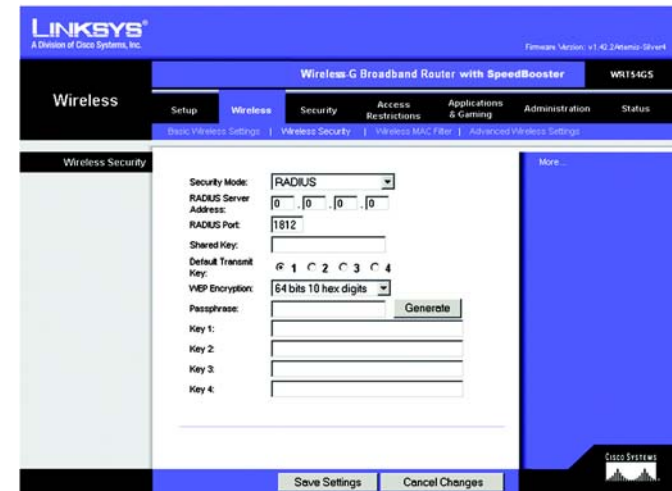 LINKSYS®
A Division of Cisco Systems, Inc.
Firmware Version: v1.42.2Artemis-Silver4
Wireless-G Broadband Router with SpeedBooster
WRT54GS
Wireless
Setup
Wireless
Security
Access Restrictions
Applications & Gaming
Administration
Status
Basic Wireless Settings | Wireless Security | Wireless MAC Filter | Advanced Wireless Settings
Wireless Security
More...
Security Mode: RADIUS
RADIUS Server Address: 0 . 0 . 0 . 0
RADIUS Port: 1812
Shared Key:
Default Transmit Key: 1 2 3 4
WEP Encryption: 64 bits 10 hex digits
Passphrase: Generate
Key 1:
Key 2:
Key 3:
Key 4:
CISCO SYSTEMS
Save Settings
Cancel Changes